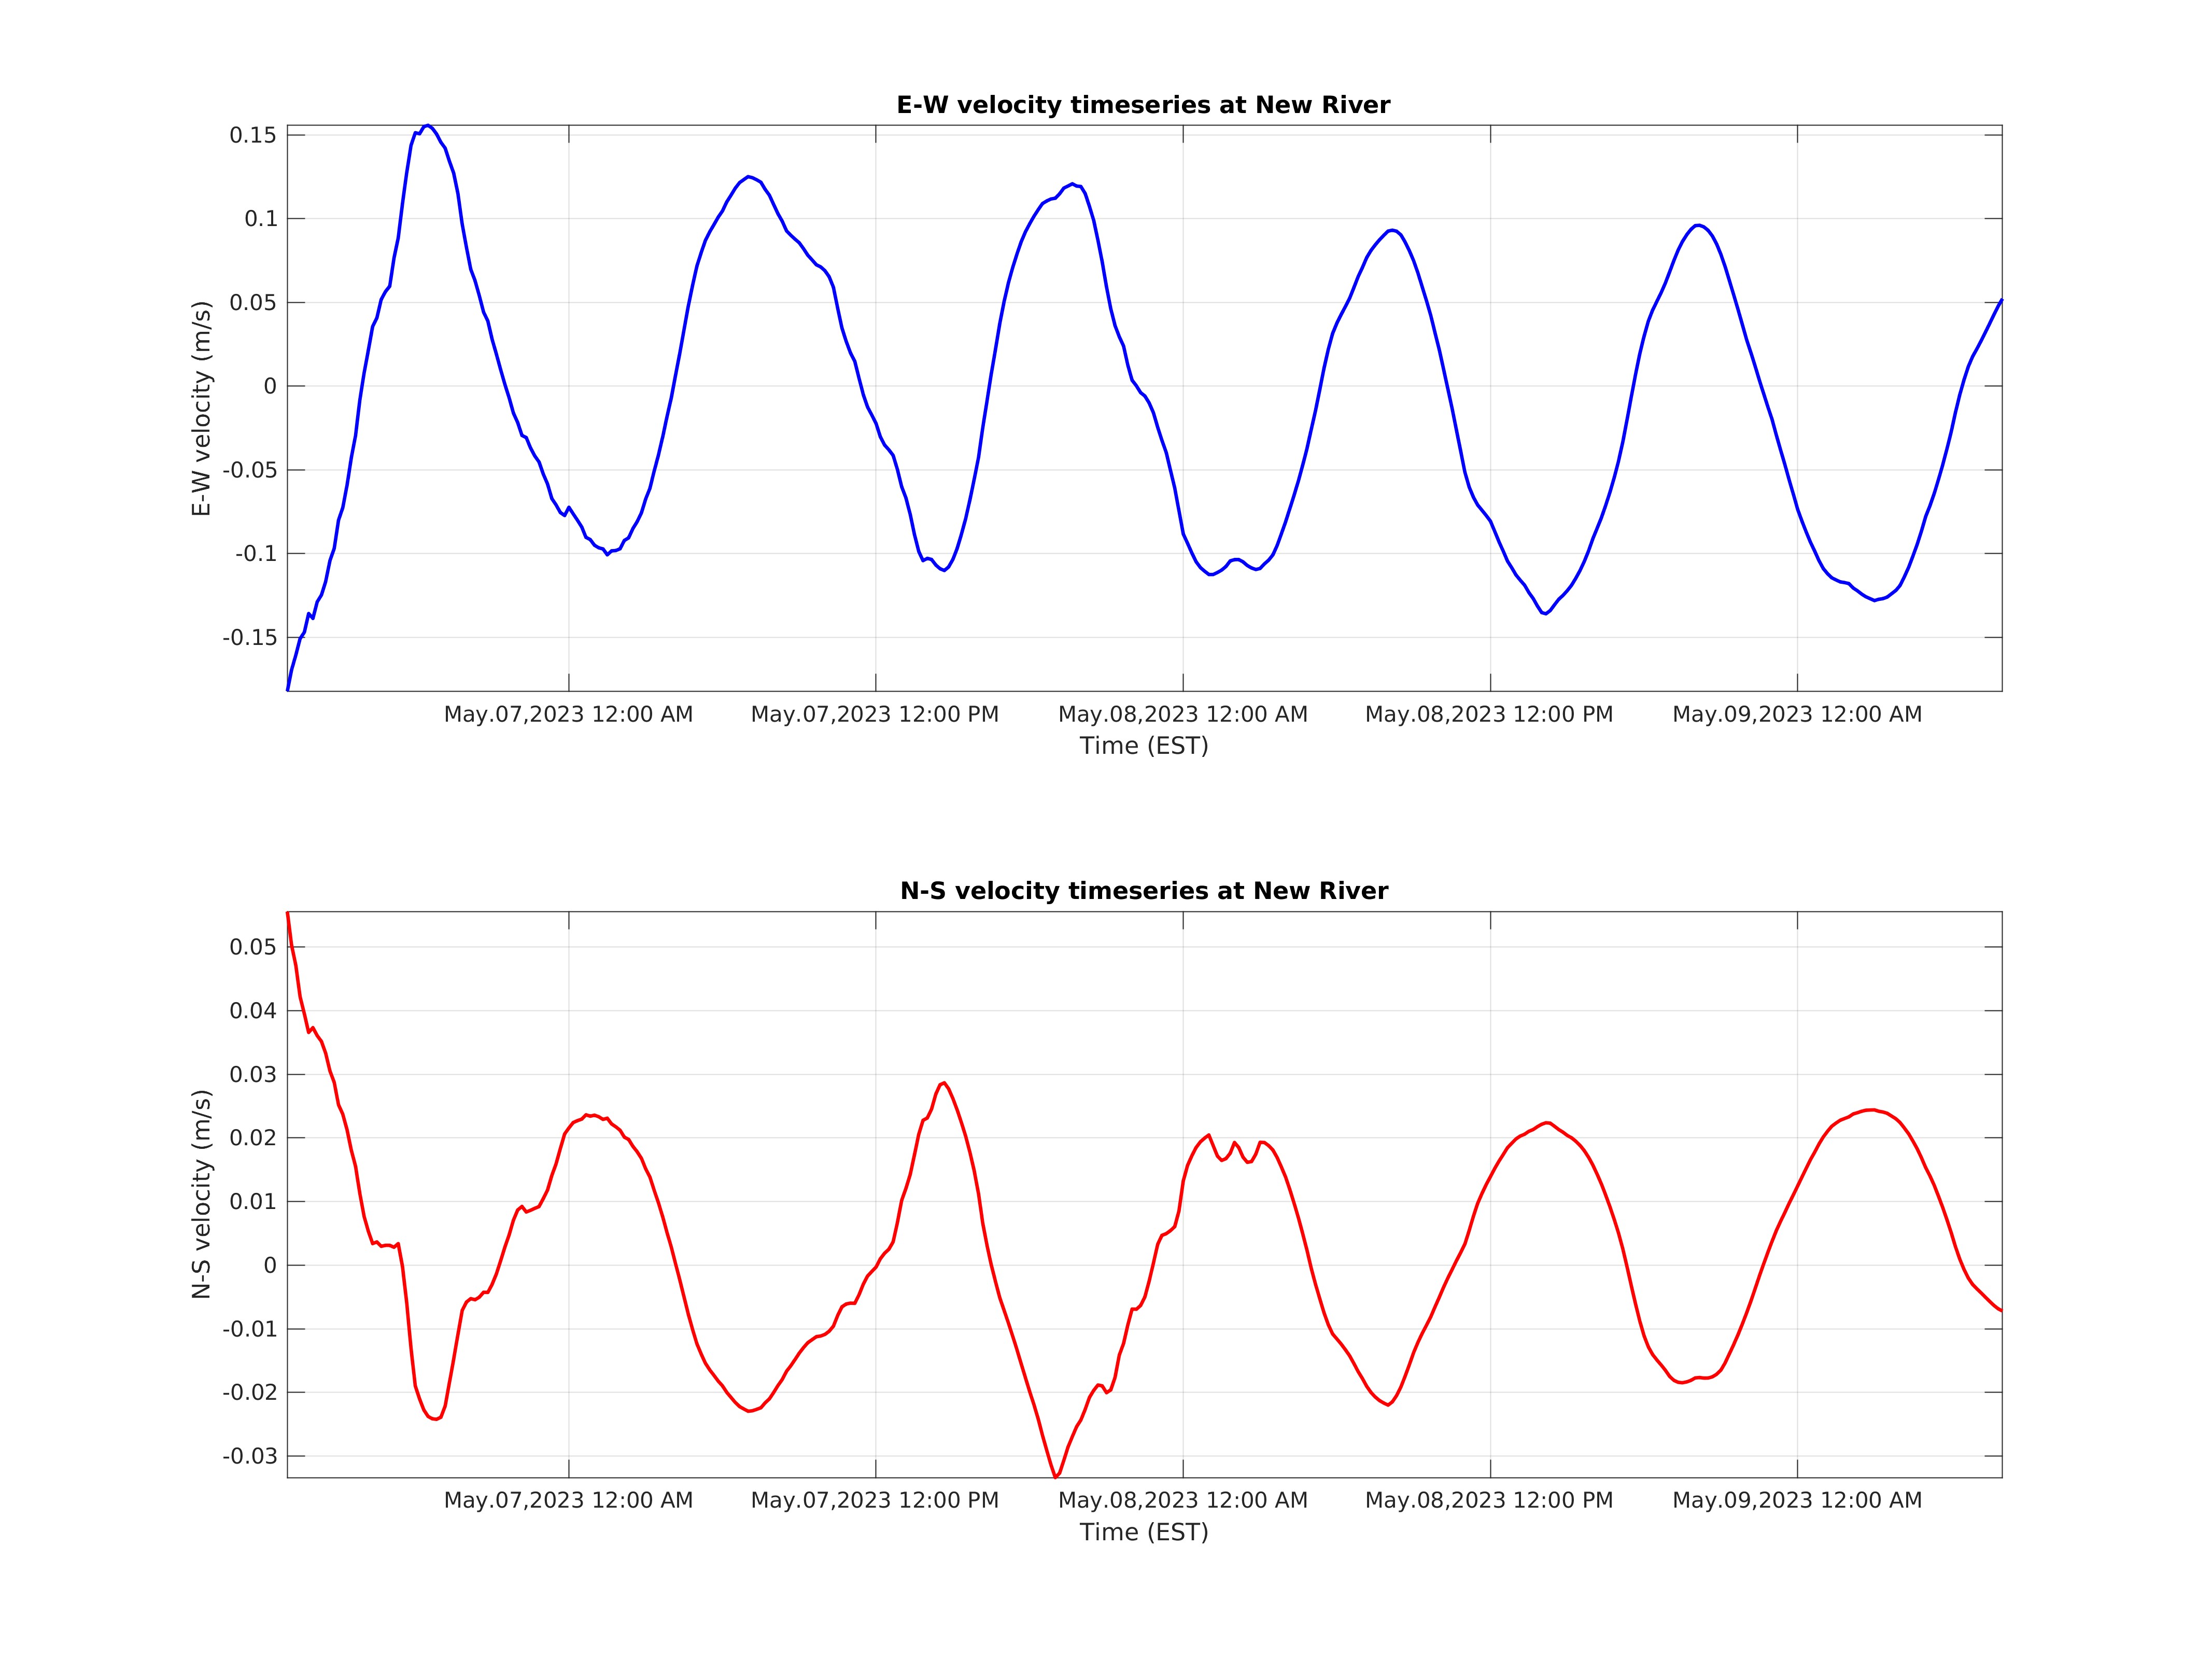 E-W velocity timeseries at New River
0.15
0.1
0.05
0
-0.05
-0.1
-0.15
E-W velocity (m/s)
May.07,2023 12:00 AM May.07,2023 12:00 PM May.08,2023 12:00 AM May.08,2023 12:00 PM May.09,2023 12:00 AM
Time (EST)
N-S velocity timeseries at New River
0.05
0.04
0.03
0.02
0.01
0
-0.01
-0.02
-0.03
N-S velocity (m/s)
May.07,2023 12:00 AM May.07,2023 12:00 PM May.08,2023 12:00 AM May.08,2023 12:00 PM May.09,2023 12:00 AM
Time (EST)